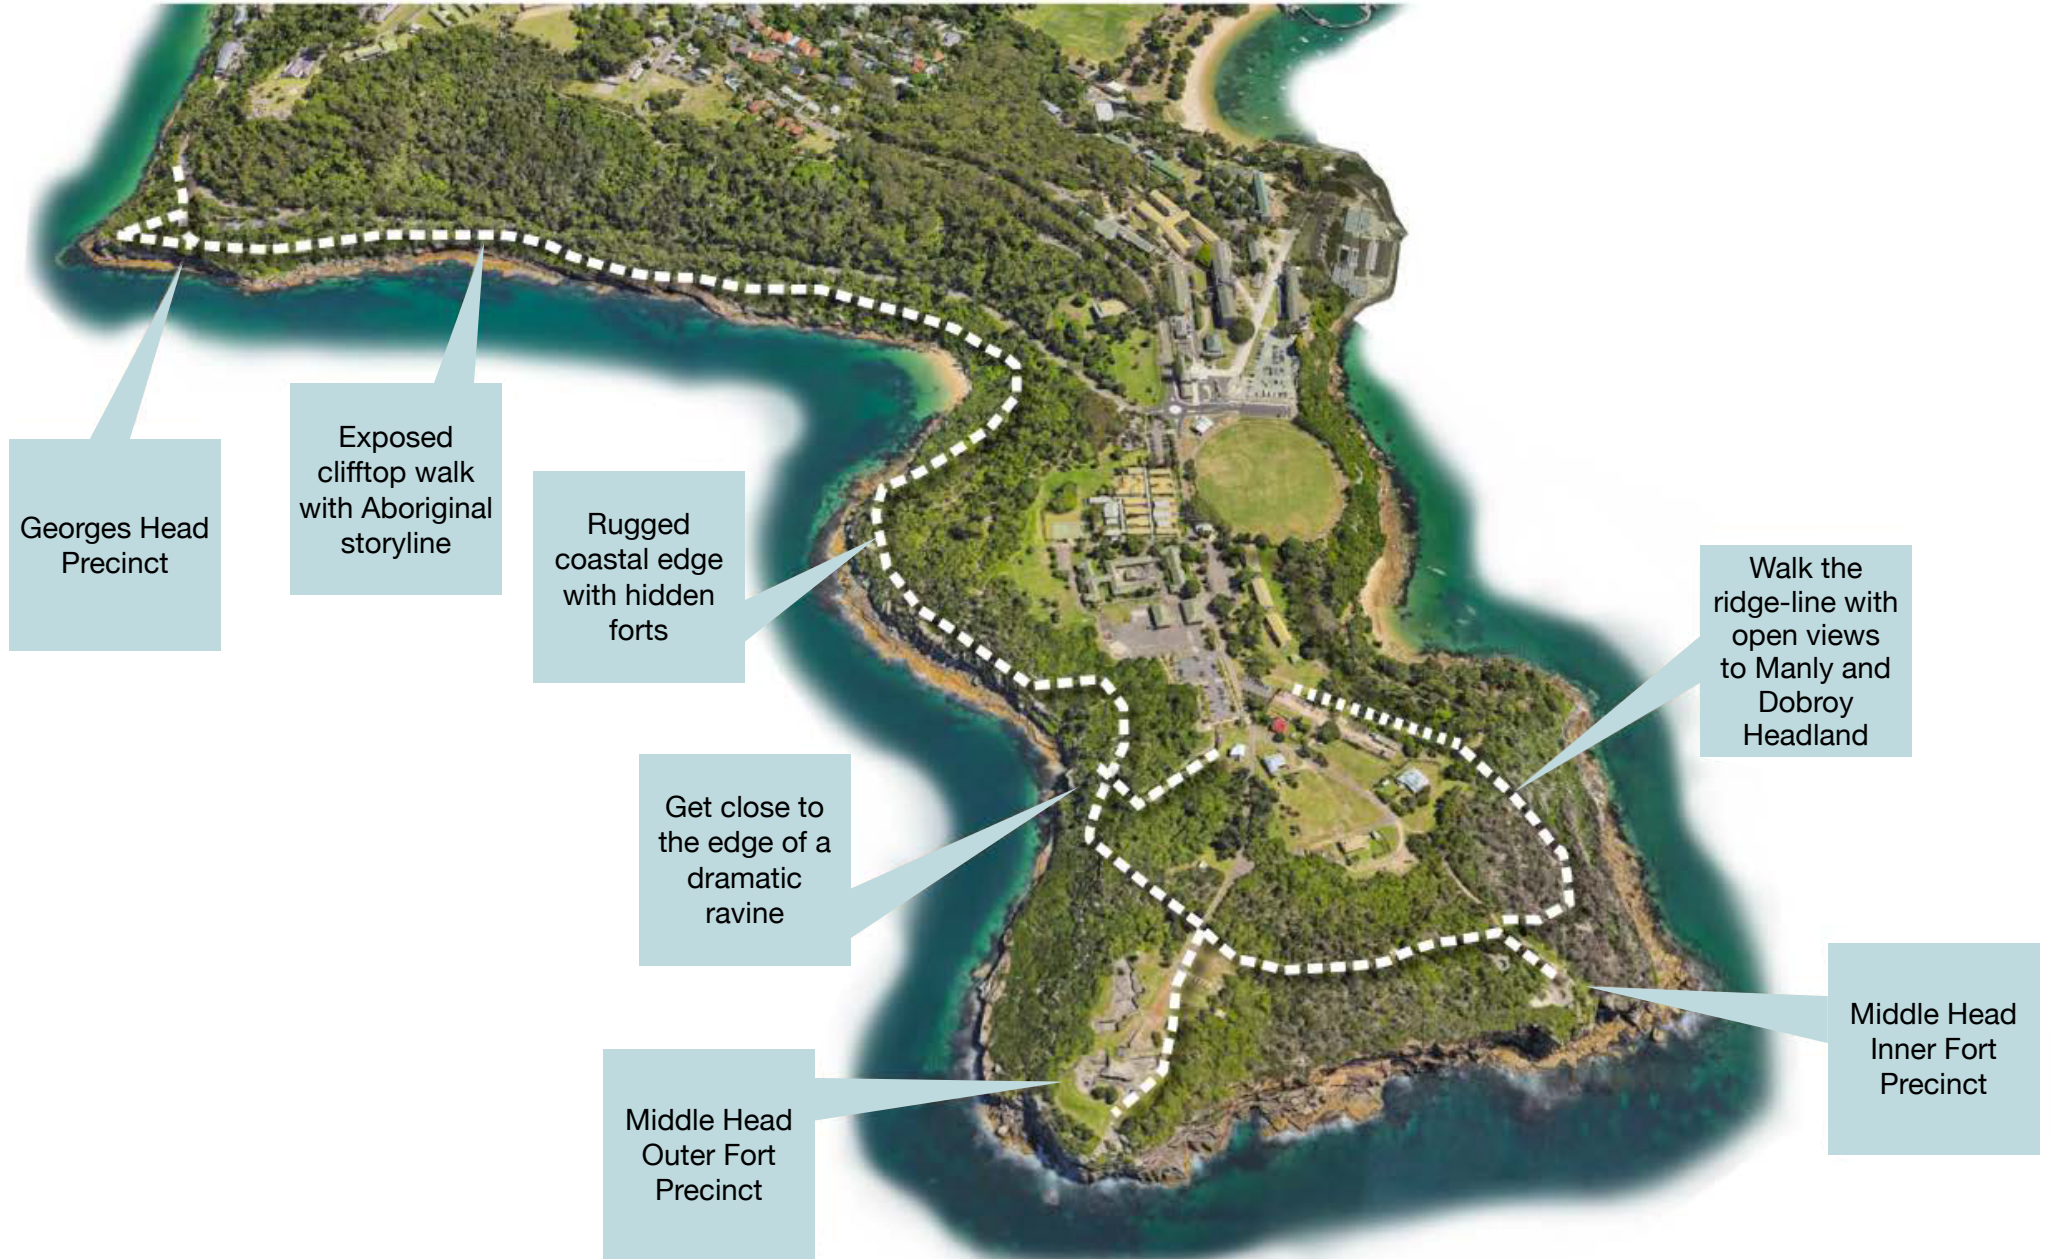 Georges Head
Precinct
Exposed
clifftop walk
with Aboriginal
storyline
Rugged
coastal edge
with hidden
forts
Walk the
ridge-line with
open views
to Manly and
Dobroy
Headland
Get close to
the edge of a
dramatic
ravine
Middle Head
Inner Fort
Precinct
Middle Head
Outer Fort
Precinct